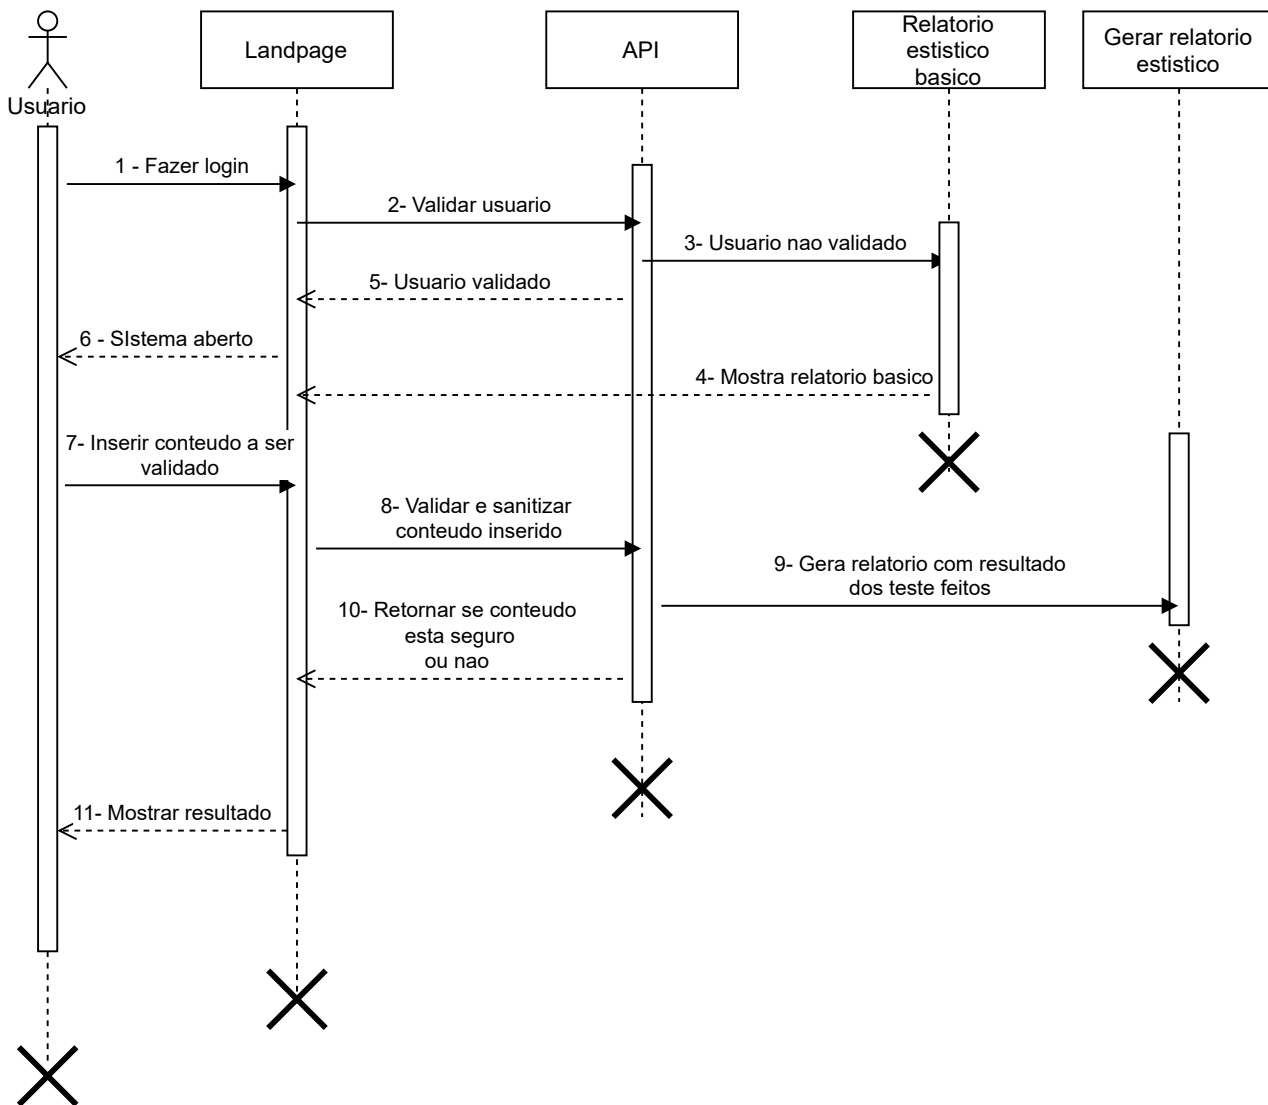 Usuario
Landpage
API
Relatorio
estistico
basico
Gerar relatorio
estistico
1 - Fazer login
2- Validar usuario
3- Usuario nao validado
5- Usuario validado
6 - SIstema aberto
4- Mostra relatorio basico
7- Inserir conteudo a ser
validado
8- Validar e sanitizar
conteudo inserido
9- Gera relatorio com resultado
dos teste feitos
10- Retornar se conteudo
esta seguro
ou nao
11- Mostrar resultado